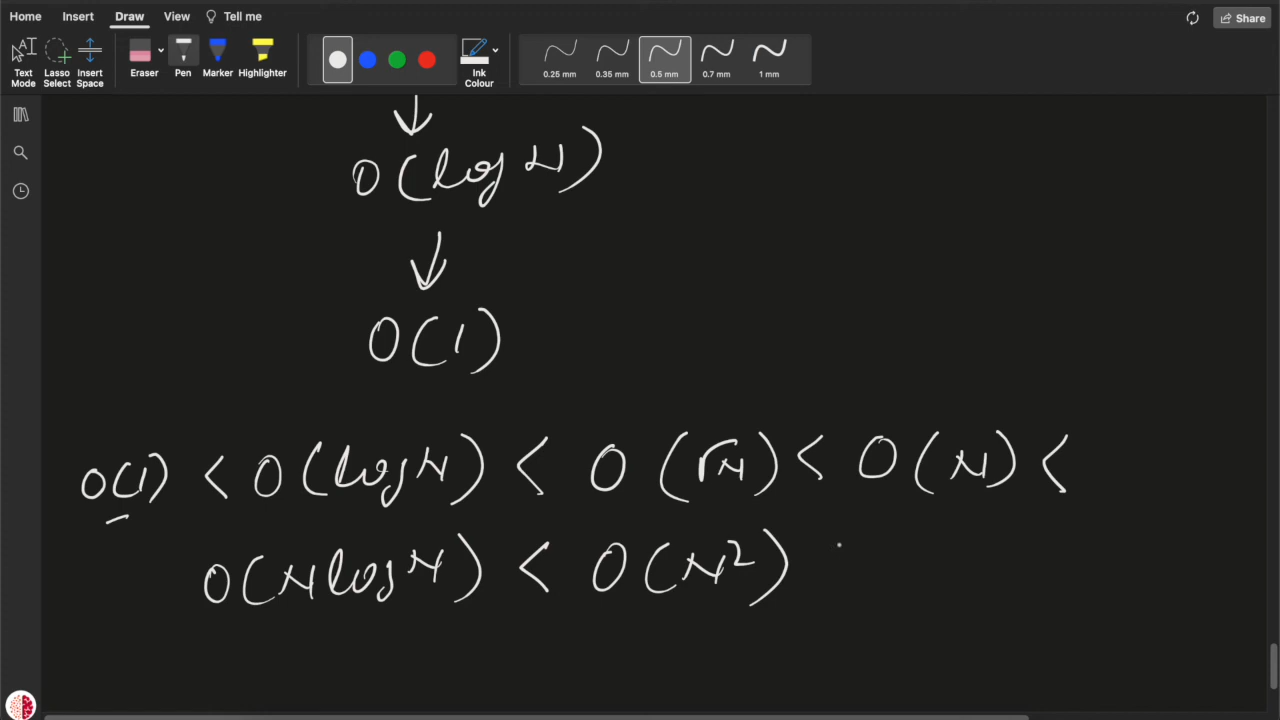 Home Insert Draw View Tell me Share
Text Mode Lasso Select Insert Space Eraser Pen Marker Highlighter Ink Colour 0.25 mm 0.35 mm 0.5 mm 0.7 mm 1 mm
↓
O(log N)
↓
O(1)
O(1) < O(log N) < O(√N) < O(N) <
O(N log N) < O(N²)